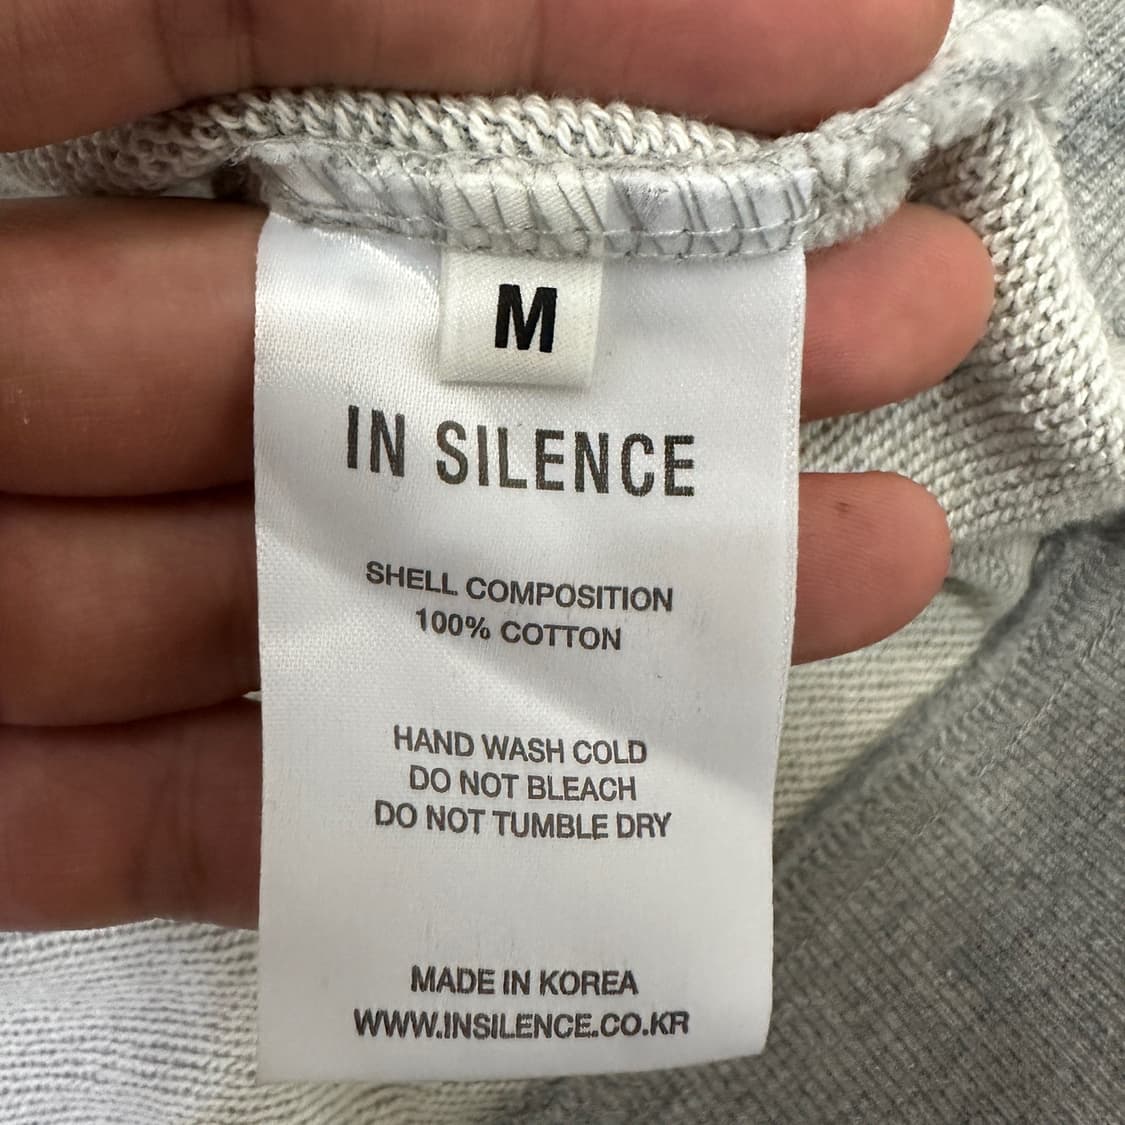 M
IN SILENCE
SHELL COMPOSITION
100% COTTON
HAND WASH COLD
DO NOT BLEACH
DO NOT TUMBLE DRY
MADE IN KOREA
WWW.INSILENCE.CO.KR